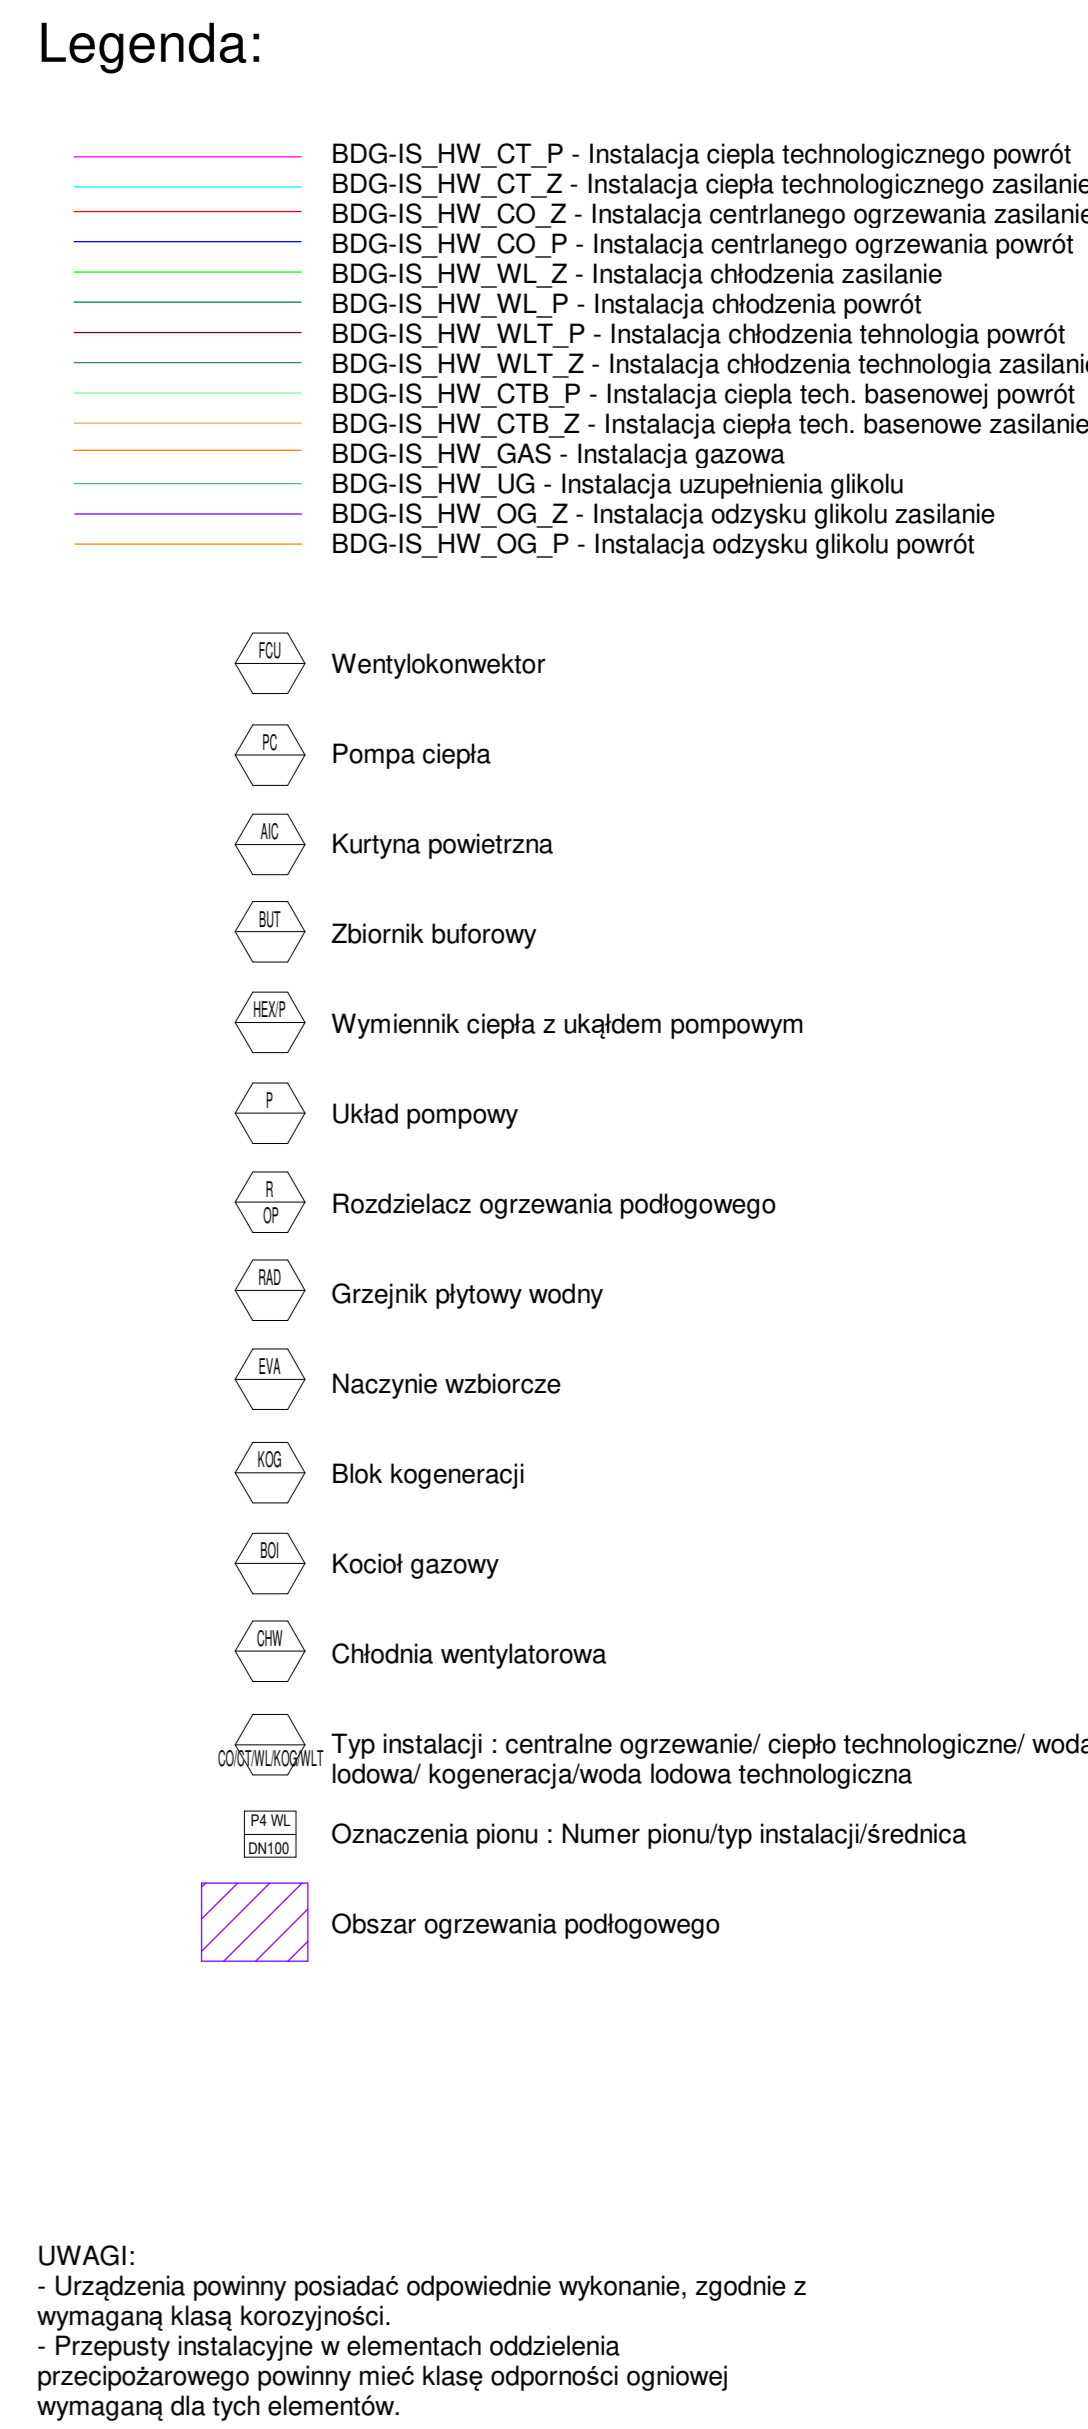 Legenda:
BDG-IS_HW_CT_P - Instalacja ciepla technologicznego powrót
BDG-IS_HW_CT_Z - Instalacja ciepła technologicznego zasilanie
BDG-IS_HW_CO_Z - Instalacja centrlanego ogrzewania zasilanie
BDG-IS_HW_CO_P - Instalacja centrlanego ogrzewania powrót
BDG-IS_HW_WL_Z - Instalacja chłodzenia zasilanie
BDG-IS_HW_WL_P - Instalacja chłodzenia powrót
BDG-IS_HW_WLT_P - Instalacja chłodzenia tehnologia powrót
BDG-IS_HW_WLT_Z - Instalacja chłodzenia technologia zasilanie
BDG-IS_HW_CTB_P - Instalacja ciepla tech. basenowej powrót
BDG-IS_HW_CTB_Z - Instalacja ciepła tech. basenowe zasilanie
BDG-IS_HW_GAS - Instalacja gazowa
BDG-IS_HW_UG - Instalacja uzupełnienia glikolu
BDG-IS_HW_OG_Z - Instalacja odzysku glikolu zasilanie
BDG-IS_HW_OG_P - Instalacja odzysku glikolu powrót
FCU
Wentylokonwektor
PC
Pompa ciepła
AIC
Kurtyna powietrzna
BUT
Zbiornik buforowy
HEX/P
Wymiennik ciepła z ukąłdem pompowym
P
Układ pompowy
R
OP
Rozdzielacz ogrzewania podłogowego
RAD
Grzejnik płytowy wodny
EVA
Naczynie wzbiorcze
KOG
Blok kogeneracji
BOI
Kocioł gazowy
CHW
Chłodnia wentylatorowa
CO/CT/WL/KOG/WLT
Typ instalacji : centralne ogrzewanie/ ciepło technologiczne/ woda
lodowa/ kogeneracja/woda lodowa technologiczna
P4 WL
DN100
Oznaczenia pionu : Numer pionu/typ instalacji/średnica
Obszar ogrzewania podłogowego
UWAGI:
- Urządzenia powinny posiadać odpowiednie wykonanie, zgodnie z
wymaganą klasą korozyjności.
- Przepusty instalacyjne w elementach oddzielenia
przecipożarowego powinny mieć klasę odporności ogniowej
wymaganą dla tych elementów.